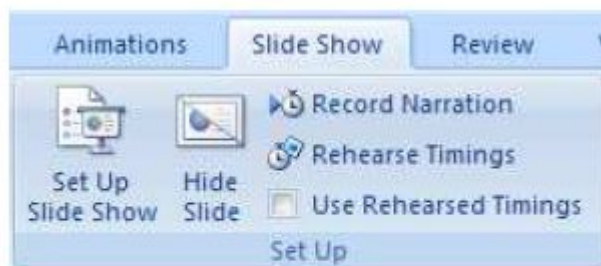 Animations Slide Show Review
Record Narration
Rehearse Timings
Set Up Hide
Slide Show Slide
Use Rehearsed Timings
Set Up